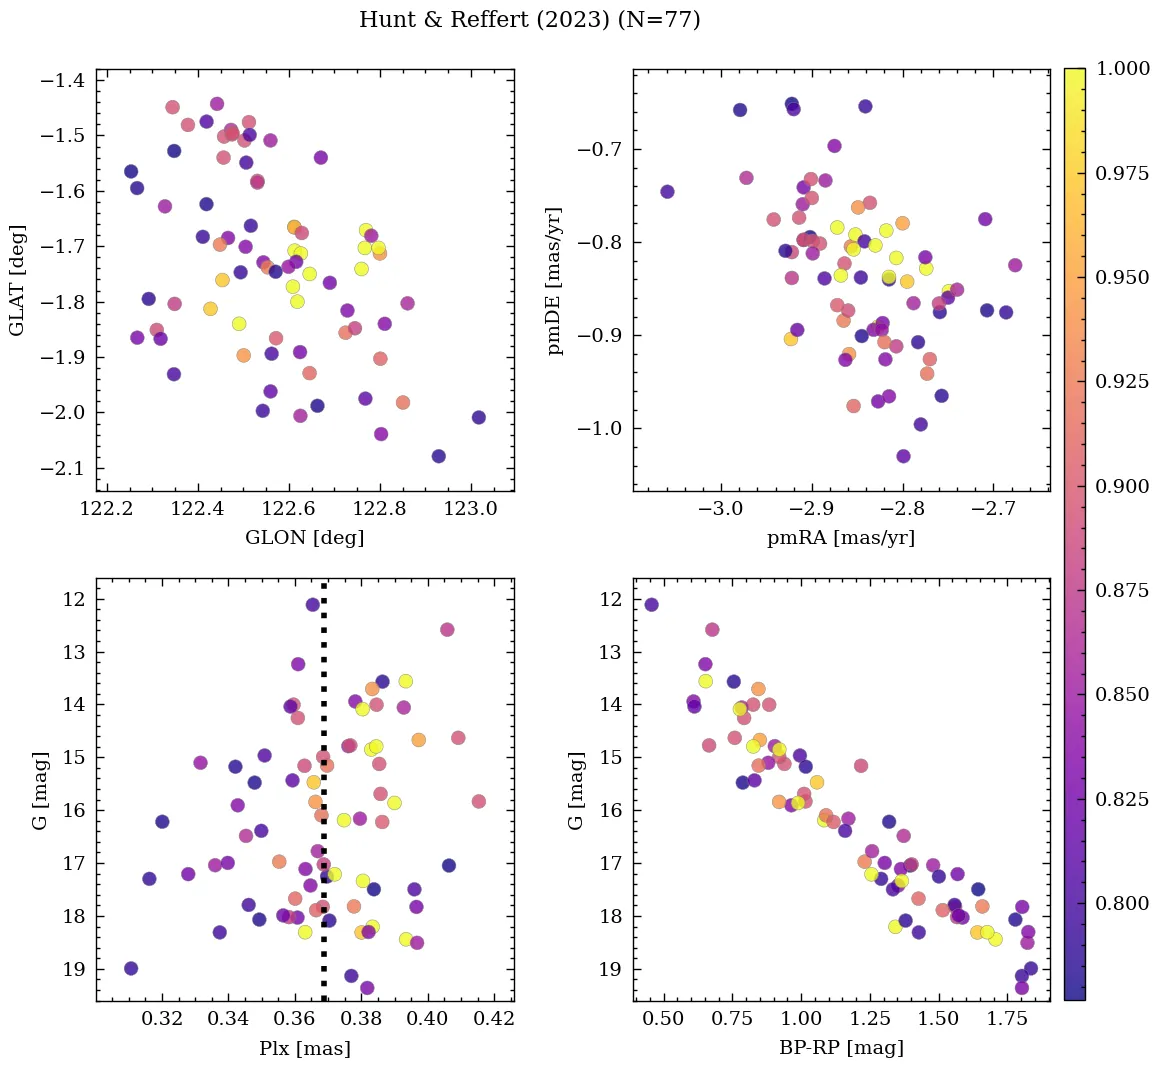 Hunt & Reffert (2023) (N=77)
−1.4
−1.5
−1.6
−1.7
−1.8
−1.9
−2.0
−2.1
GLAT [deg]
122.2 122.4 122.6 122.8 123.0
GLON [deg]
−0.7
−0.8
−0.9
−1.0
pmDE [mas/yr]
−3.0 −2.9 −2.8 −2.7
pmRA [mas/yr]
12
13
14
15
16
17
18
19
G [mag]
0.32 0.34 0.36 0.38 0.40 0.42
Plx [mas]
12
13
14
15
16
17
18
19
G [mag]
0.50 0.75 1.00 1.25 1.50 1.75
BP-RP [mag]
1.000
0.975
0.950
0.925
0.900
0.875
0.850
0.825
0.800